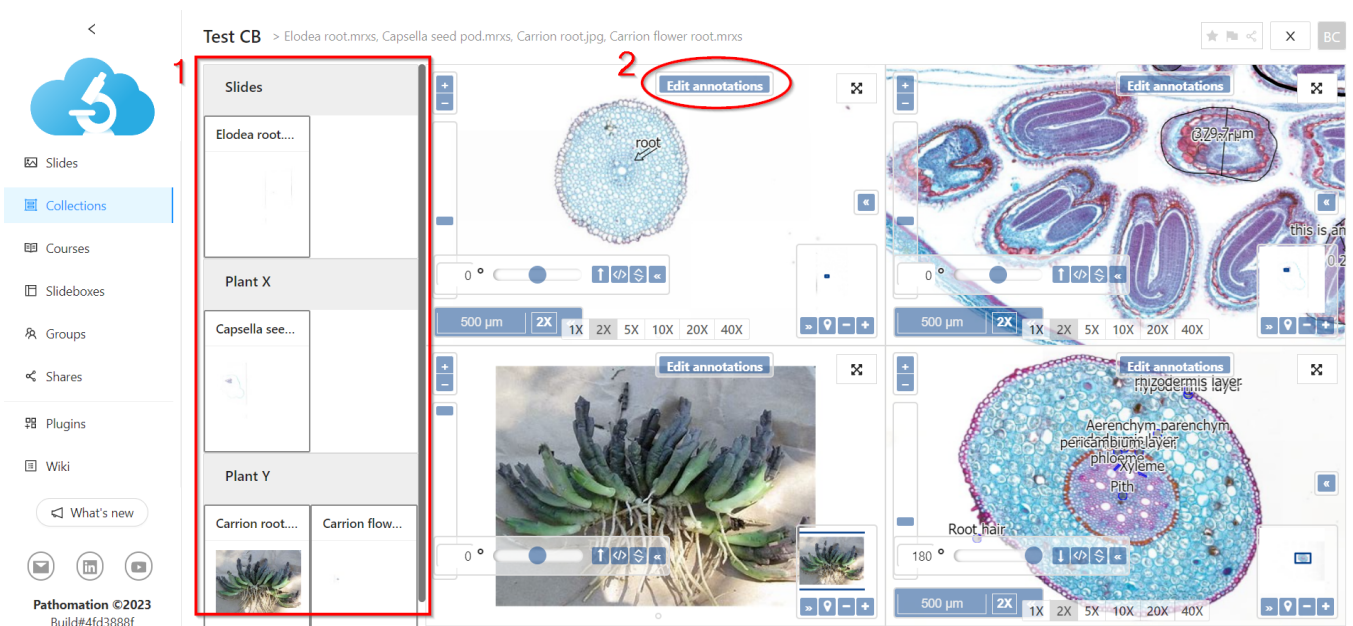 Test CB > Elodea root.mrxs, Capsella seed pod.mrxs, Carrion root.jpg, Carrion flower root.mrxs
X
BC
Slides
Collections
Courses
Slideboxes
Groups
Shares
Plugins
Wiki
What's new
Pathomation ©2023
Build#4fd3888f
1
Slides
Elodea root....
Plant X
Capsella see...
Plant Y
Carrion root....
Carrion flow...
2
Edit annotations
root
0 °
500 µm
2X
1X 2X 5X 10X 20X 40X
Edit annotations
this is an
0.2
0 °
500 µm
2X
1X 2X 5X 10X 20X 40X
Edit annotations
0 °
Edit annotations
rhizodermis layer
Aerenchym parenchym
pericambium layer
phloeme
Xyleme
Pith
Root hair
180 °
500 µm
2X
1X 2X 5X 10X 20X 40X